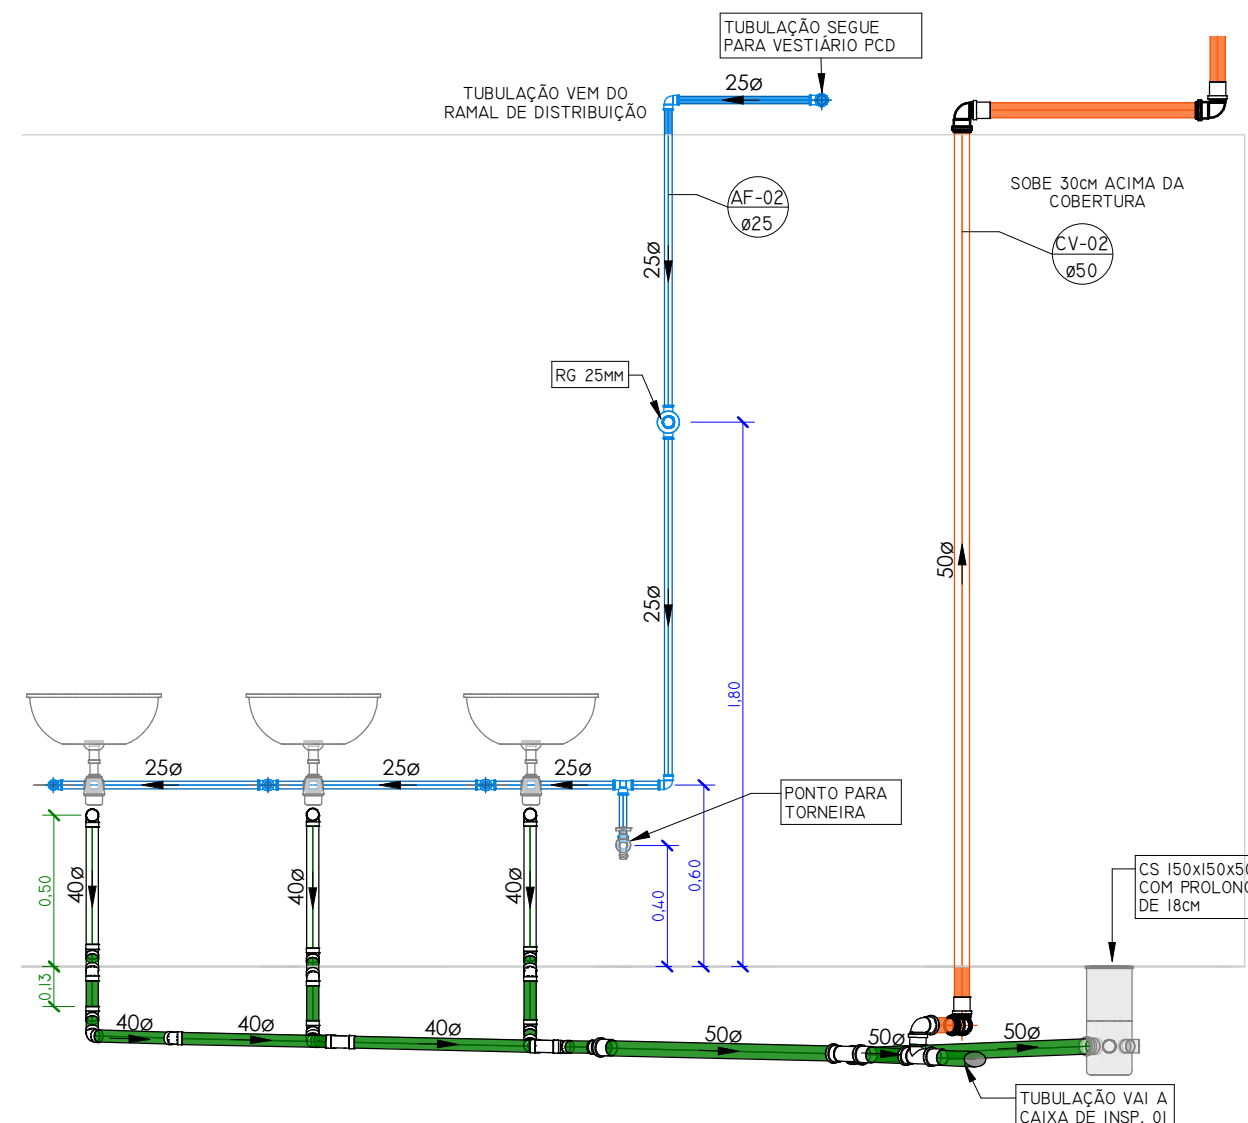 TUBULAÇÃO SEGUE
PARA VESTIÁRIO PCD
TUBULAÇÃO VEM DO
RAMAL DE DISTRIBUIÇÃO
25ø
SOBE 30CM ACIMA DA
COBERTURA
AF-02
ø25
CV-02
ø50
25ø
RG 25MM
50ø
25ø
1,80
25ø
25ø
25ø
PONTO PARA
TORNEIRA
0,50
40ø
40ø
40ø
0,40
0,60
CS 150x150x50
COM PROLONG
DE 18CM
0,13
40ø
40ø
40ø
50ø
50ø
50ø
TUBULAÇÃO VAI A
CAIXA DE INSP. 01